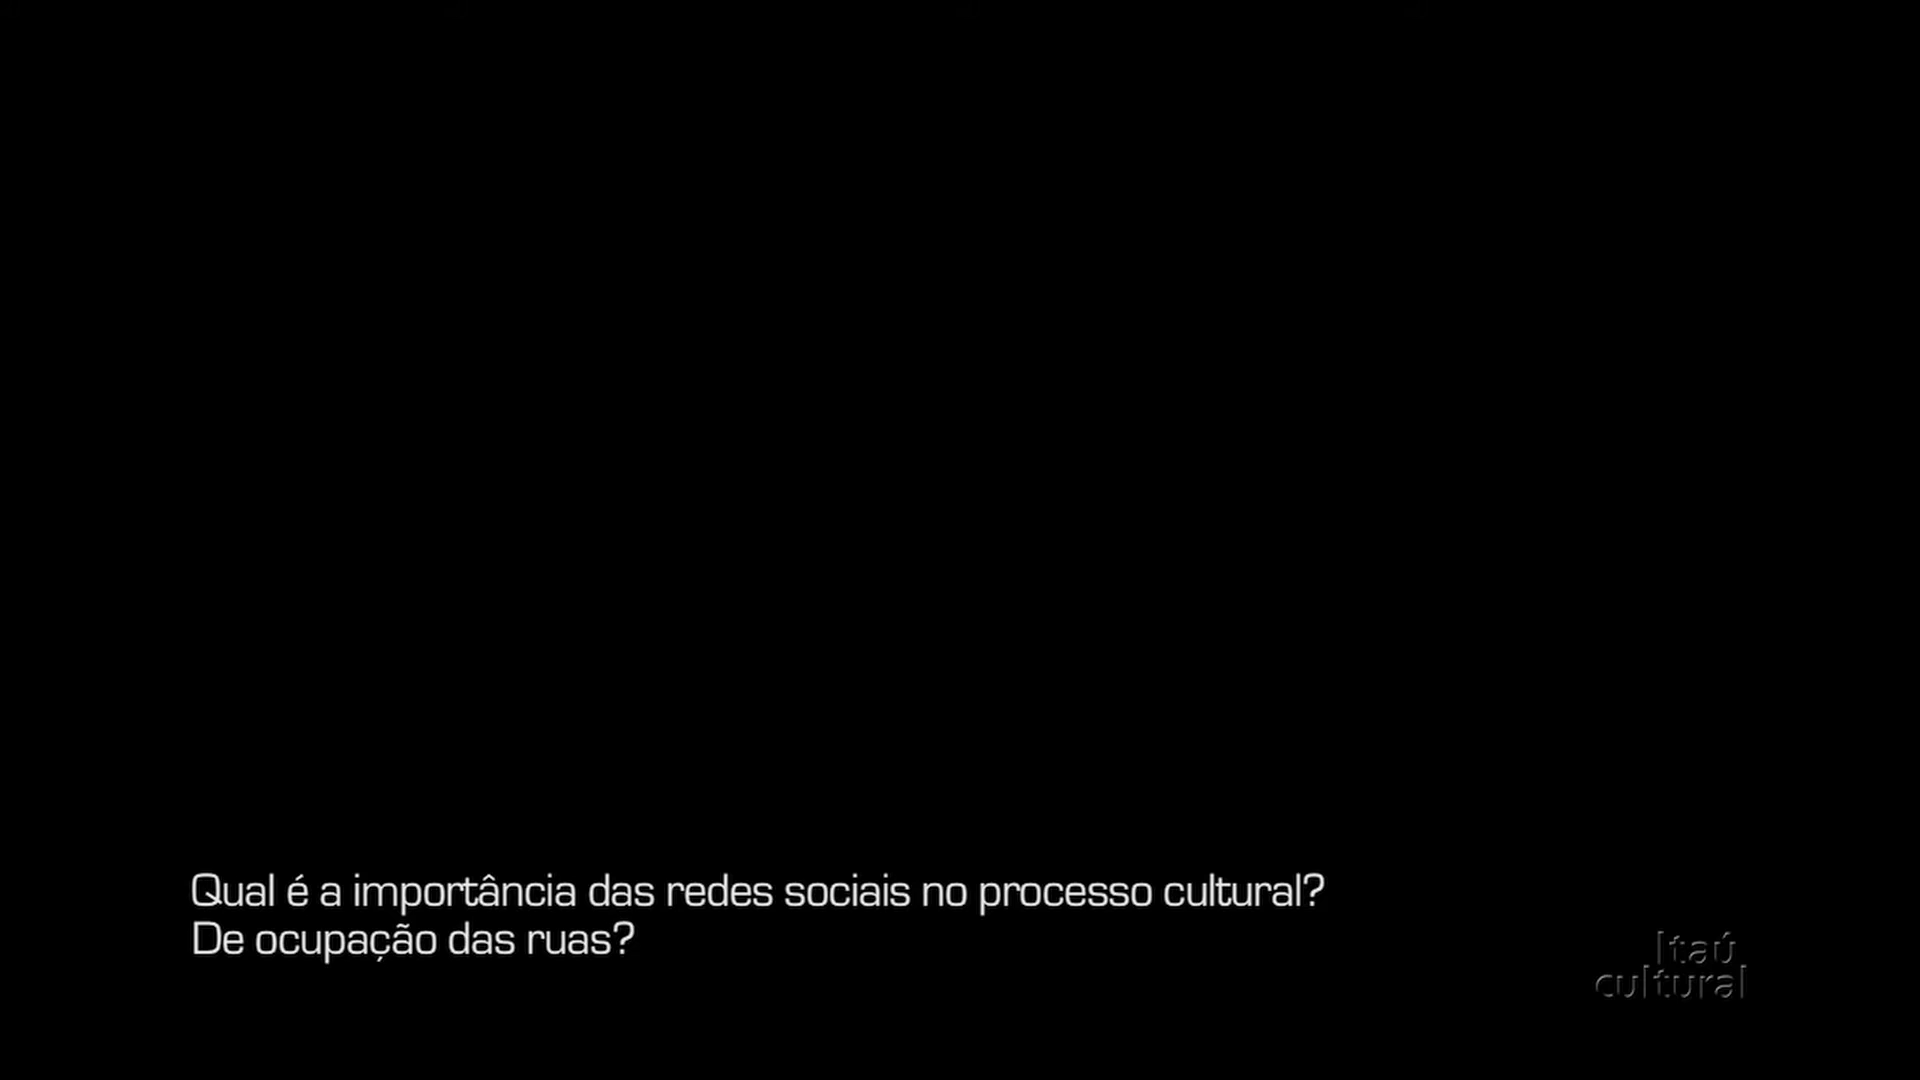 Qual é a importância das redes sociais no processo cultural?
De ocupação das ruas?
Itaú
cultural